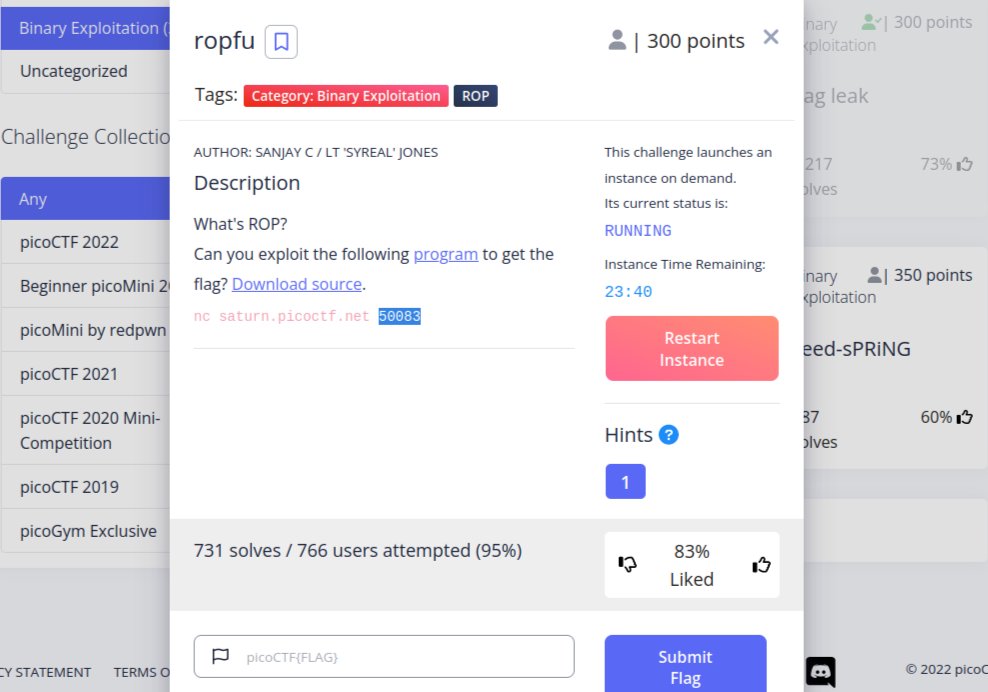 Binary Exploitation (
Uncategorized
Challenge Collectio
Any
picoCTF 2022
Beginner picoMini 20
picoMini by redpwn
picoCTF 2021
picoCTF 2020 Mini-
Competition
picoCTF 2019
picoGym Exclusive
CY STATEMENT TERMS O
ropfu
| 300 points
Tags: Category: Binary Exploitation ROP
AUTHOR: SANJAY C / LT 'SYREAL' JONES
Description
What's ROP?
Can you exploit the following program to get the
flag? Download source.
nc saturn.picoctf.net 50083
This challenge launches an
instance on demand.
Its current status is:
RUNNING
Instance Time Remaining:
23:40
Restart
Instance
Hints ?
1
731 solves / 766 users attempted (95%)
83%
Liked
picoCTF{FLAG}
Submit
Flag
nary | 300 points
xploitation
ag leak
217 73%
olves
inary | 350 points
xploitation
eed-sPRiNG
87 60%
olves
© 2022 picoC